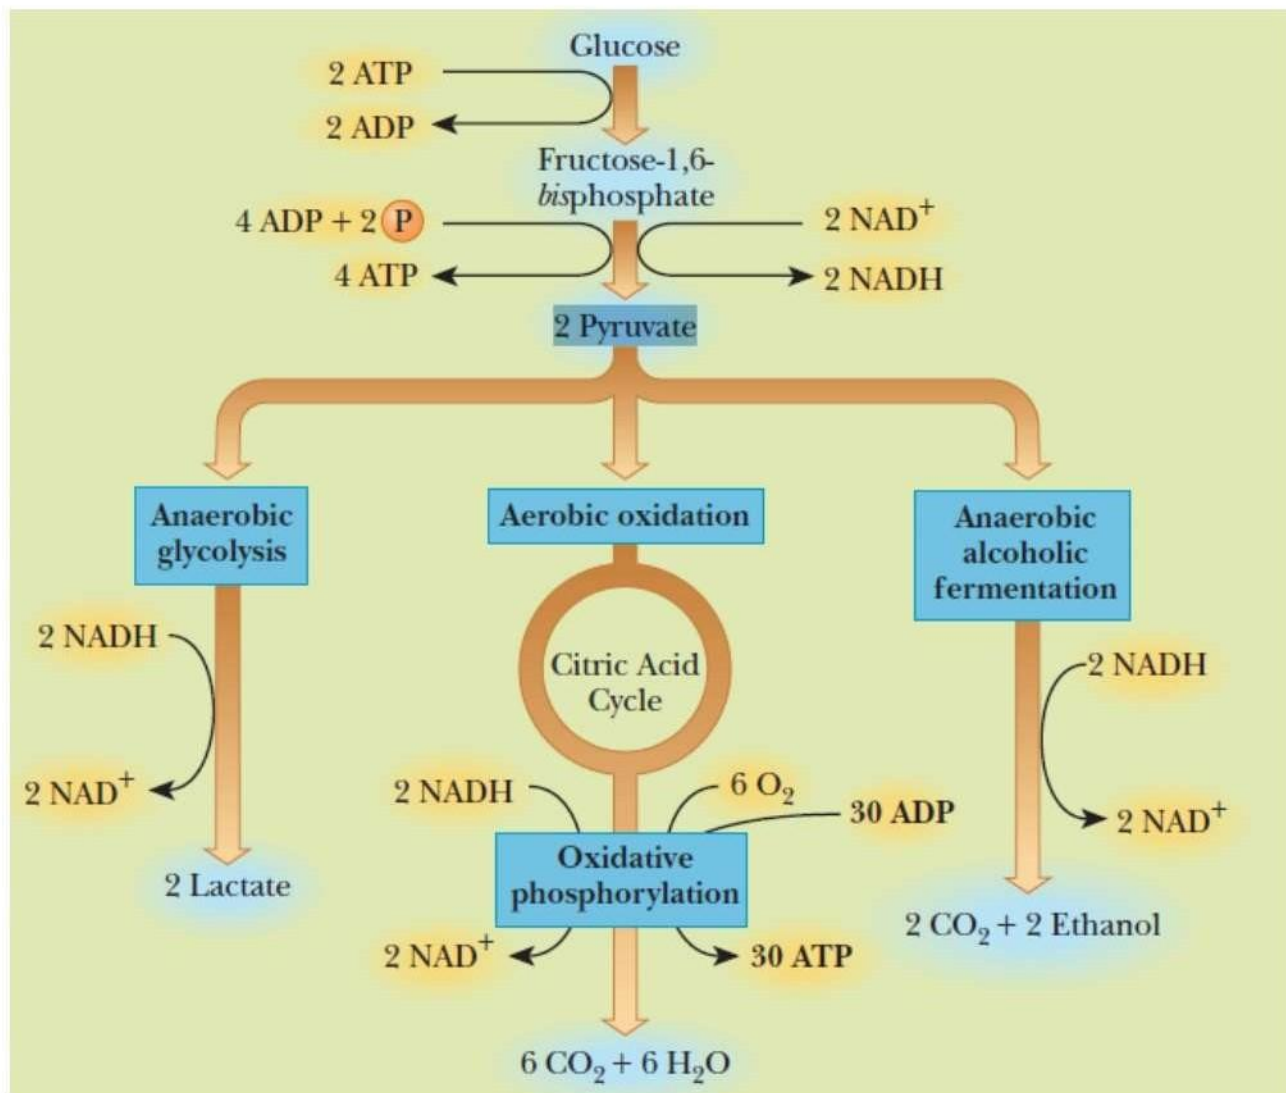 Glucose
2 ATP
2 ADP
Fructose-1,6-
bisphosphate
4 ADP + 2 P
2 NAD⁺
4 ATP
2 NADH
2 Pyruvate
Anaerobic
glycolysis
2 NADH
2 NAD⁺
2 Lactate
Aerobic oxidation
Citric Acid
Cycle
2 NADH
6 O₂
30 ADP
Oxidative
phosphorylation
2 NAD⁺
30 ATP
6 CO₂ + 6 H₂O
Anaerobic
alcoholic
fermentation
2 NADH
2 NAD⁺
2 CO₂ + 2 Ethanol